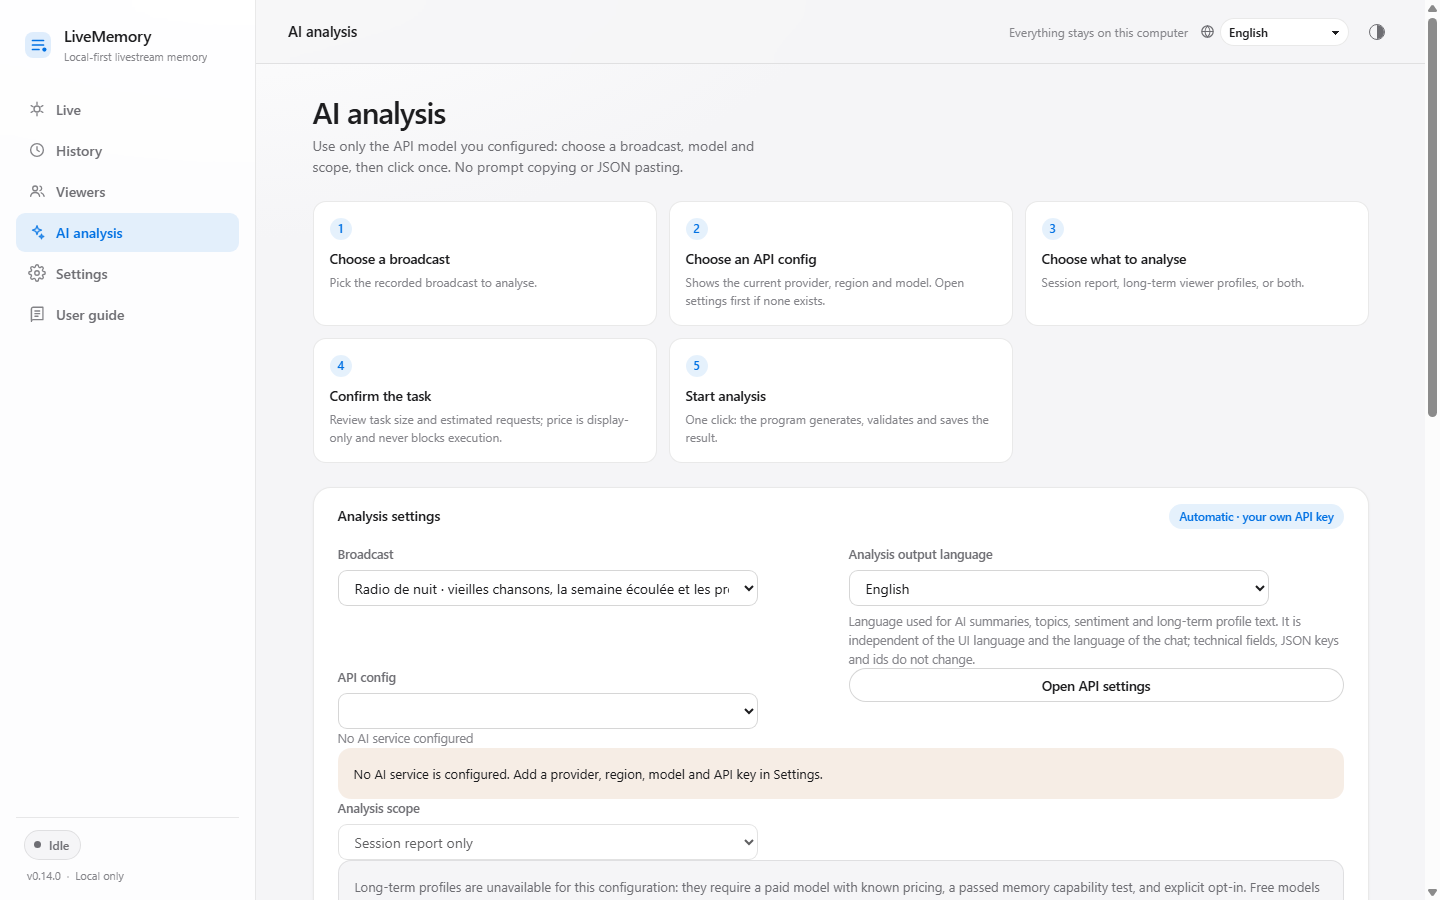 LiveMemory
Local-first livestream memory
Live
History
Viewers
AI analysis
Settings
User guide
Idle
v0.14.0 · Local only
AI analysis
Everything stays on this computer
English
AI analysis
Use only the API model you configured: choose a broadcast, model and
scope, then click once. No prompt copying or JSON pasting.
1
Choose a broadcast
Pick the recorded broadcast to analyse.
2
Choose an API config
Shows the current provider, region and model. Open
settings first if none exists.
3
Choose what to analyse
Session report, long-term viewer profiles, or both.
4
Confirm the task
Review task size and estimated requests; price is display-
only and never blocks execution.
5
Start analysis
One click: the program generates, validates and saves the
result.
Analysis settings
Automatic · your own API key
Broadcast
Radio de nuit · vieilles chansons, la semaine écoulée et les pr
Analysis output language
English
Language used for AI summaries, topics, sentiment and long-term profile text. It is
independent of the UI language and the language of the chat; technical fields, JSON keys
and ids do not change.
API config
Open API settings
No AI service configured
No AI service is configured. Add a provider, region, model and API key in Settings.
Analysis scope
Session report only
Long-term profiles are unavailable for this configuration: they require a paid model with known pricing, a passed memory capability test, and explicit opt-in. Free models